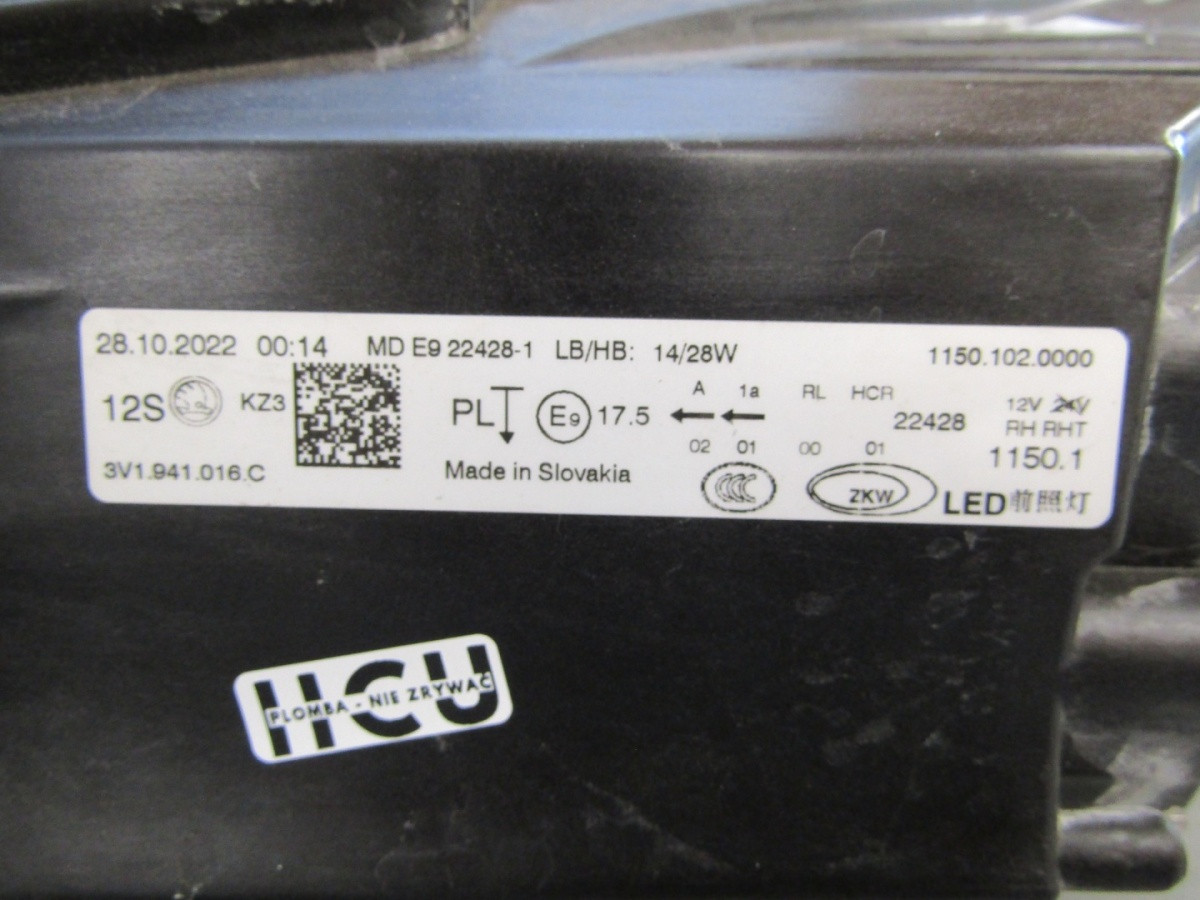 28.10.2022 00:14 MD E9 22428-1 LB/HB: 14/28W 1150.102.0000
12S KZ3 PL E9 17.5 A 1a RL HCR 22428 12V 24V
RH RHT
02 01 00 01
1150.1
3V1.941.016.C Made in Slovakia CCC ZKW LED前照灯
HCU
PLOMBA - NIE ZRYWAĆ